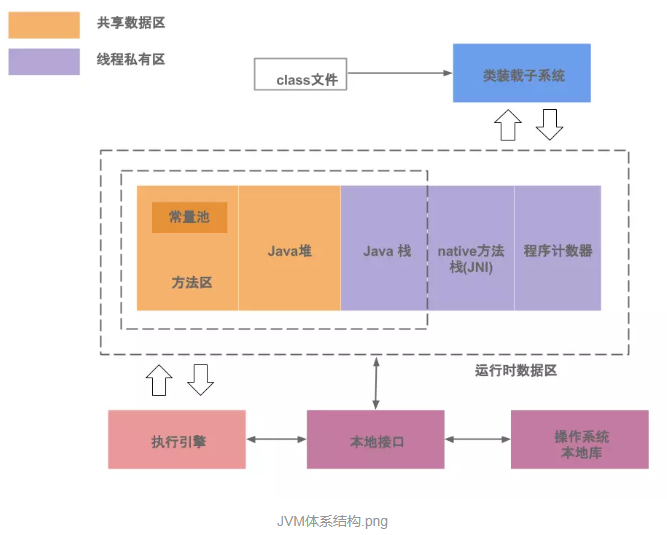 共享数据区
线程私有区
class文件
类装载子系统
常量池
方法区
Java堆
Java 栈
native方法
栈(JNI)
程序计数器
运行时数据区
执行引擎
本地接口
操作系统
本地库
JVM体系结构.png